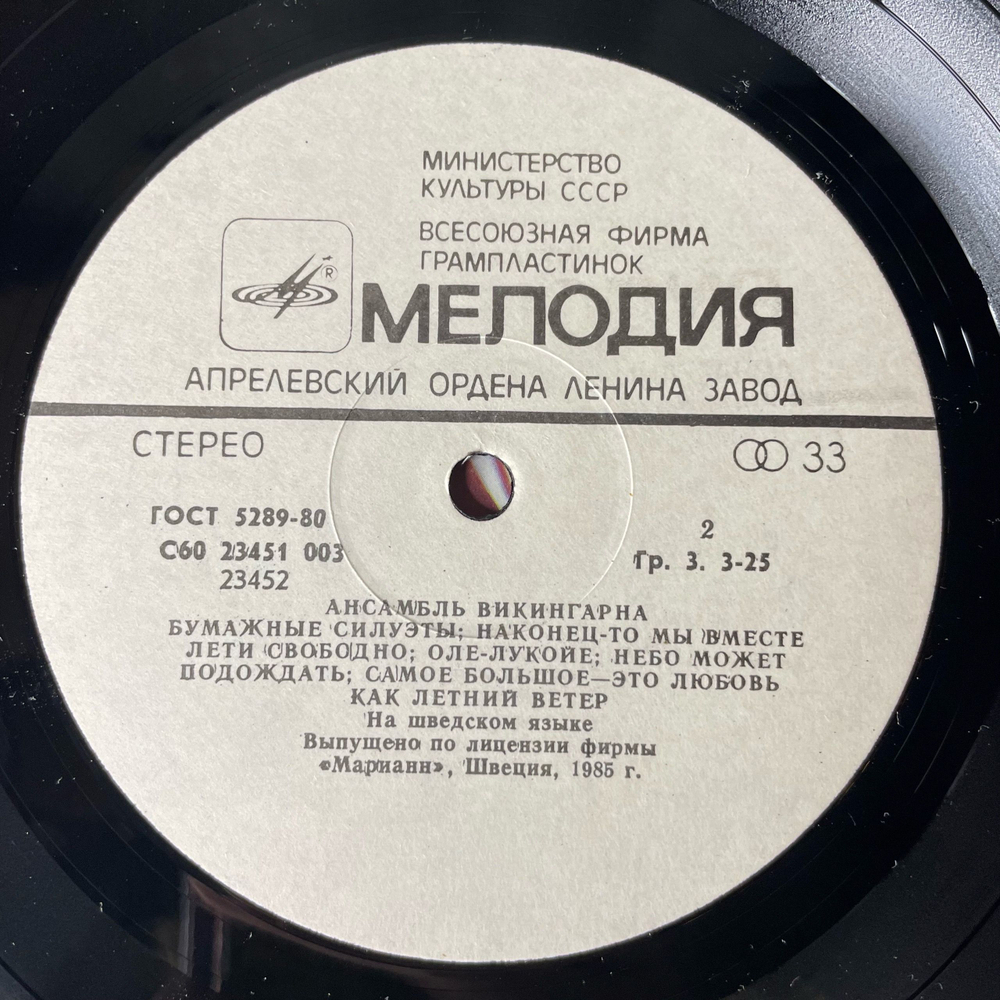 МИНИСТЕРСТВО
КУЛЬТУРЫ СССР
ВСЕСОЮЗНАЯ ФИРМА
ГРАМПЛАСТИНОК
®
МЕЛОДИЯ
АПРЕЛЕВСКИЙ ОРДЕНА ЛЕНИНА ЗАВОД
СТЕРЕО
33
ГОСТ 5289-80
С60 23451 003
23452
2
Гр. 3. 3-25
АНСАМБЛЬ ВИКИНГАРНА
БУМАЖНЫЕ СИЛУЭТЫ; НАКОНЕЦ-ТО МЫ ВМЕСТЕ
ЛЕТИ СВОБОДНО; ОЛЕ-ЛУКОЙЕ; НЕБО МОЖЕТ
ПОДОЖДАТЬ; САМОЕ БОЛЬШОЕ—ЭТО ЛЮБОВЬ
КАК ЛЕТНИЙ ВЕТЕР
На шведском языке
Выпущено по лицензии фирмы
«Марианн», Швеция, 1985 г.